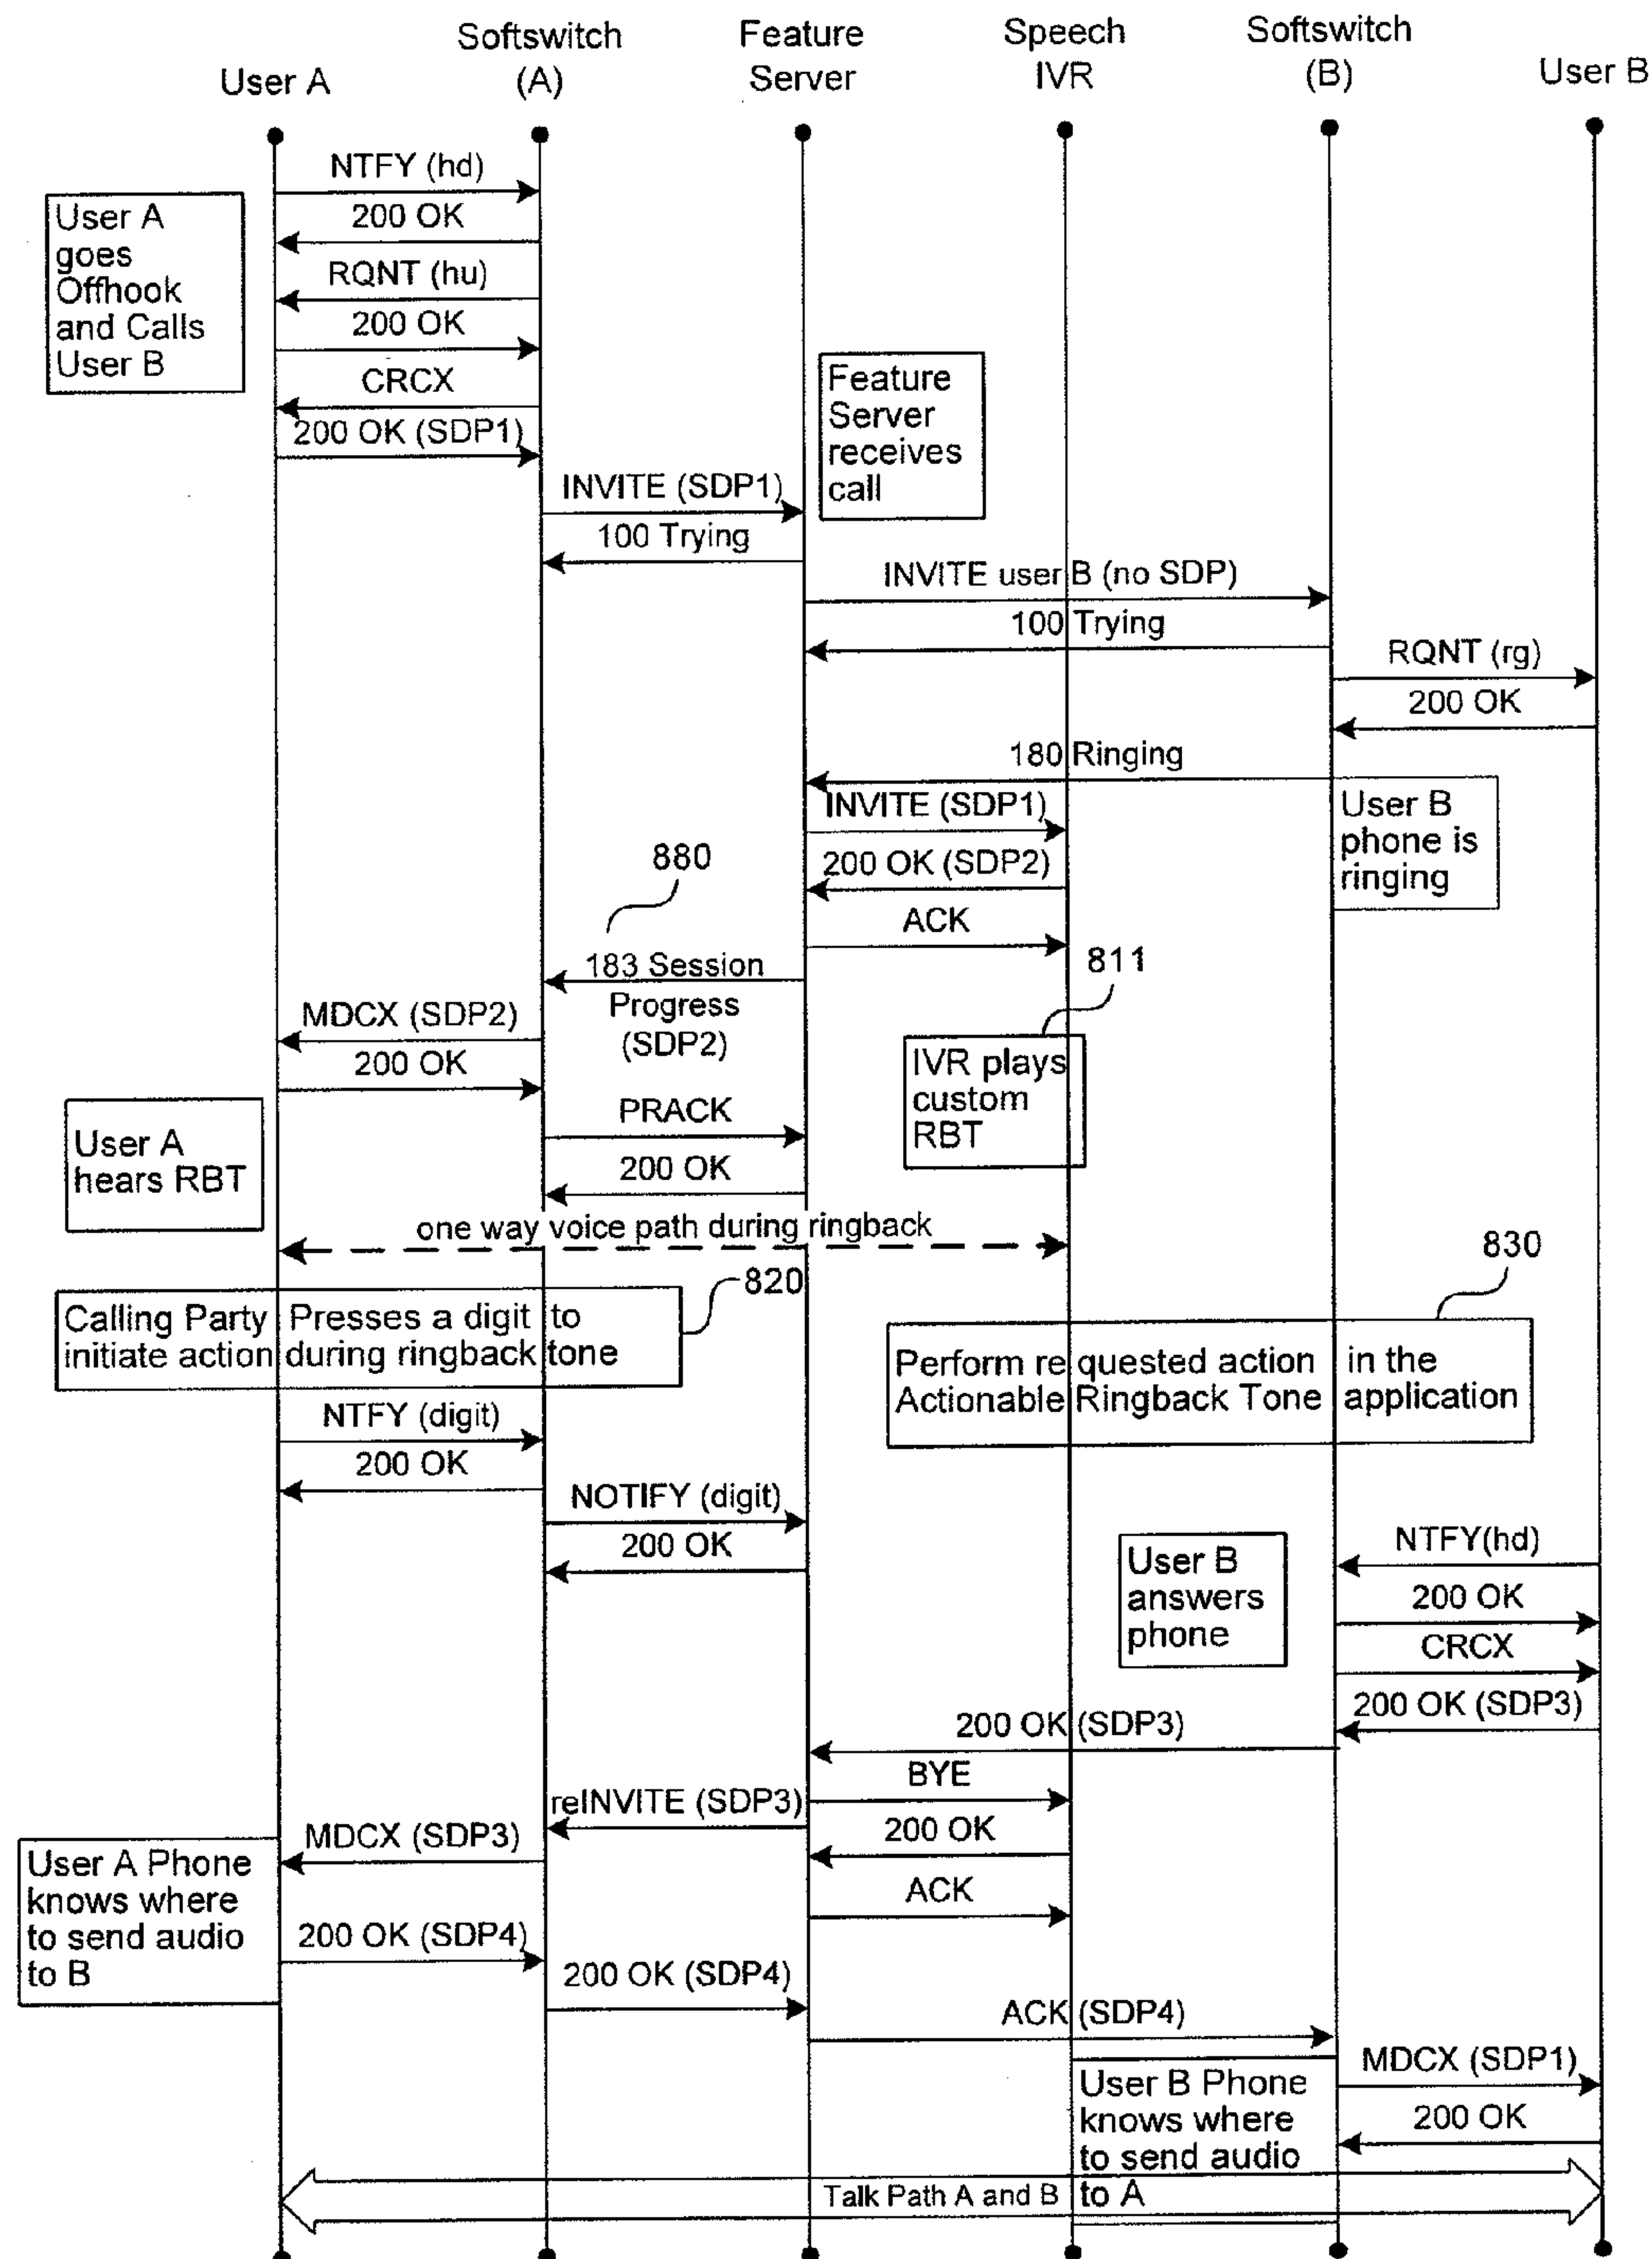 User A
Softswitch
(A)
Feature
Server
Speech
IVR
Softswitch
(B)
User B
NTFY (hd)
200 OK
User A
goes
Offhook
and Calls
User B
RQNT (hu)
200 OK
CRCX
200 OK (SDP1)
Feature
Server
receives
call
INVITE (SDP1)
100 Trying
INVITE user B (no SDP)
100 Trying
RQNT (rg)
200 OK
180 Ringing
User B
phone is
ringing
INVITE (SDP1)
200 OK (SDP2)
880
ACK
183 Session
Progress
(SDP2)
811
MDCX (SDP2)
200 OK
IVR plays
custom
RBT
PRACK
User A
hears RBT
200 OK
one way voice path during ringback
830
820
Calling Party Presses a digit to
initiate action during ringback tone
Perform requested action in the
Actionable Ringback Tone application
NTFY (digit)
200 OK
NOTIFY (digit)
200 OK
User B
answers
phone
NTFY(hd)
200 OK
CRCX
200 OK (SDP3)
200 OK (SDP3)
BYE
reINVITE (SDP3)
200 OK
MDCX (SDP3)
User A Phone
knows where
to send audio
to B
ACK
200 OK (SDP4)
200 OK (SDP4)
ACK (SDP4)
MDCX (SDP1)
User B Phone
knows where
to send audio
to A
200 OK
Talk Path A and B